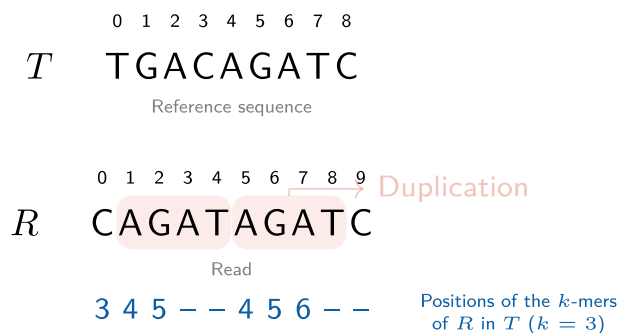 0 1 2 3 4 5 6 7 8
T TGACAGATC
Reference sequence
0 1 2 3 4 5 6 7 8 9
Duplication
R CAGATAGATC
Read
3 4 5 – – 4 5 6 – –
Positions of the k-mers
of R in T (k = 3)